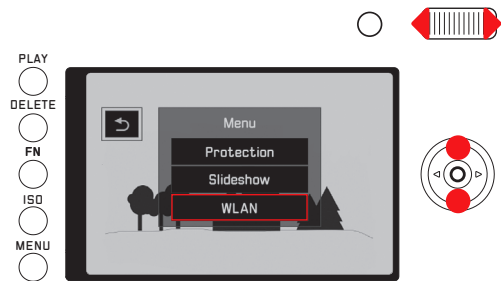 PLAY
DELETE
FN
ISO
MENU
Menu
Protection
Slideshow
WLAN